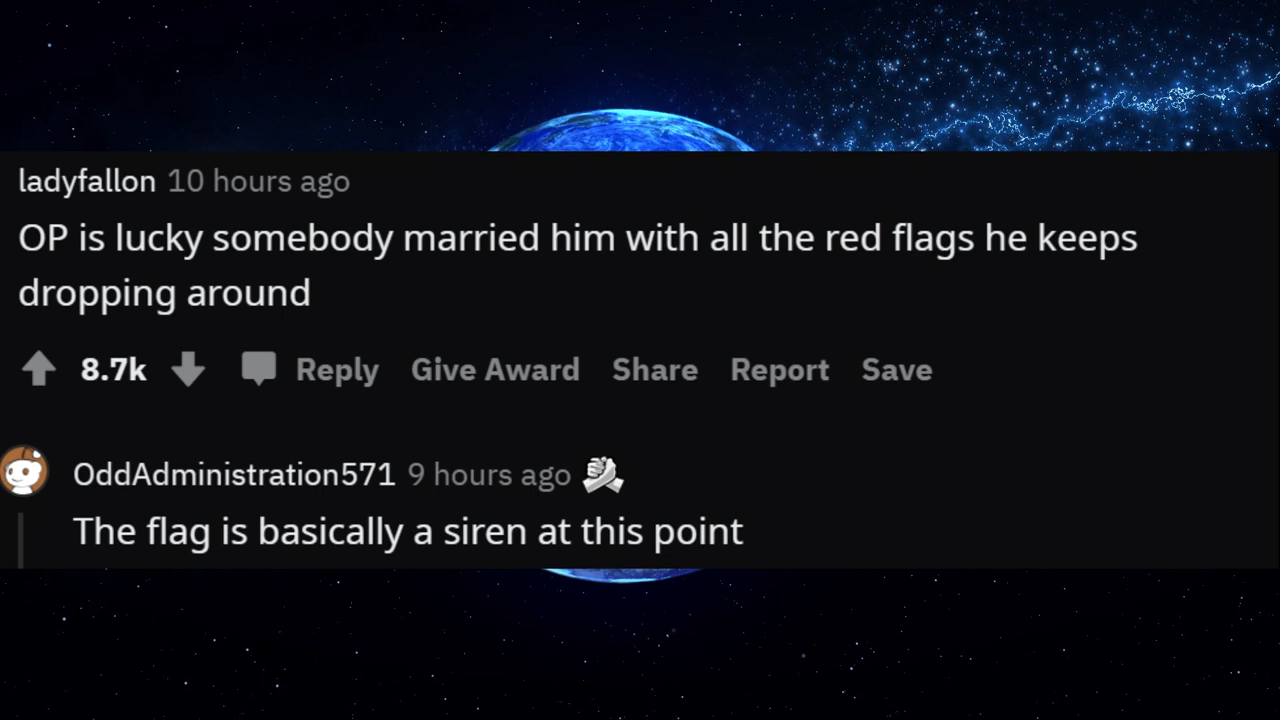 ladyfallon 10 hours ago
OP is lucky somebody married him with all the red flags he keeps
dropping around
8.7k Reply Give Award Share Report Save
OddAdministration571 9 hours ago
The flag is basically a siren at this point